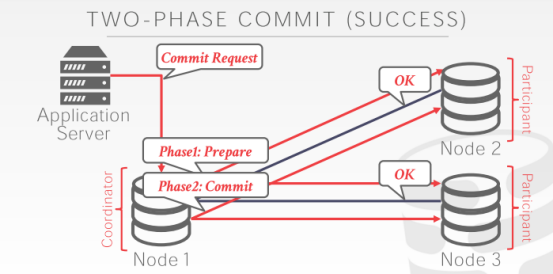 TWO-PHASE COMMIT (SUCCESS)
Commit Request
Application
Server
OK
Participant
Node 2
Phase1: Prepare
Phase2: Commit
OK
Coordinator
Participant
Node 1
Node 3